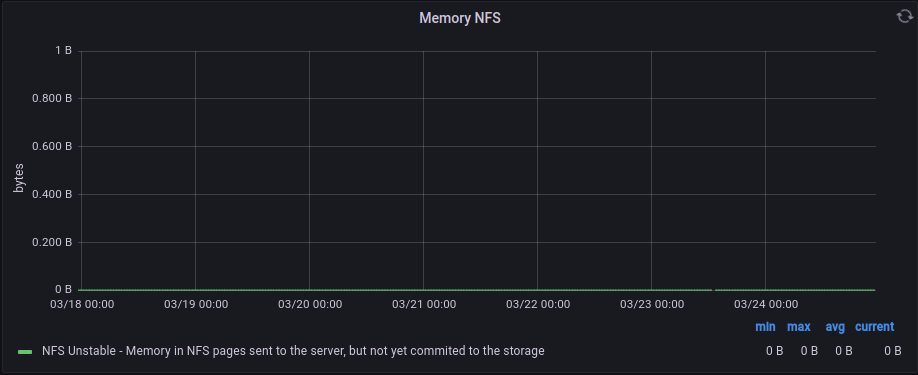 Memory NFS
1 B
0.800 B
0.600 B
0.400 B
0.200 B
0 B
bytes
03/18 00:00 03/19 00:00 03/20 00:00 03/21 00:00 03/22 00:00 03/23 00:00 03/24 00:00
min max avg current
NFS Unstable - Memory in NFS pages sent to the server, but not yet commited to the storage 0 B 0 B 0 B 0 B